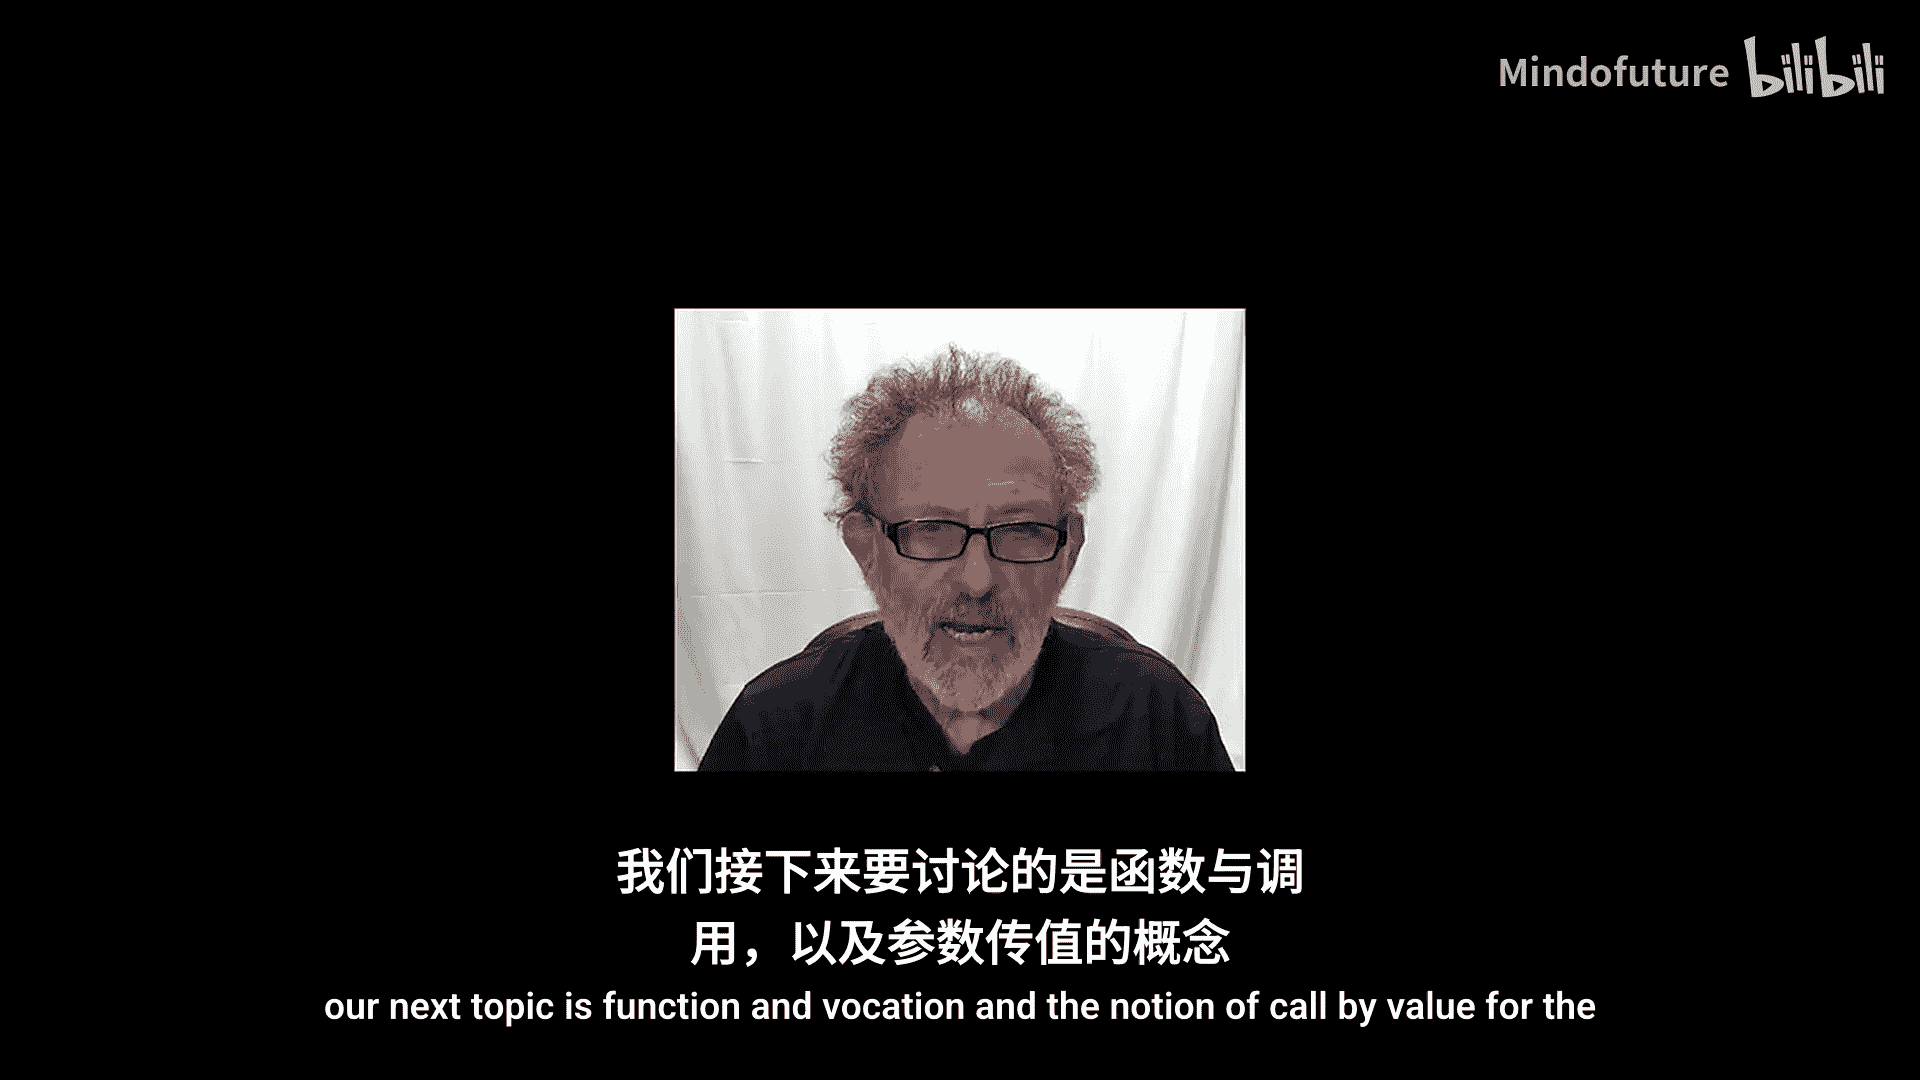 Mindofuture bilibili
我们接下来要讨论的是函数与调
用，以及参数传值的概念
our next topic is function and vocation and the notion of call by value for the